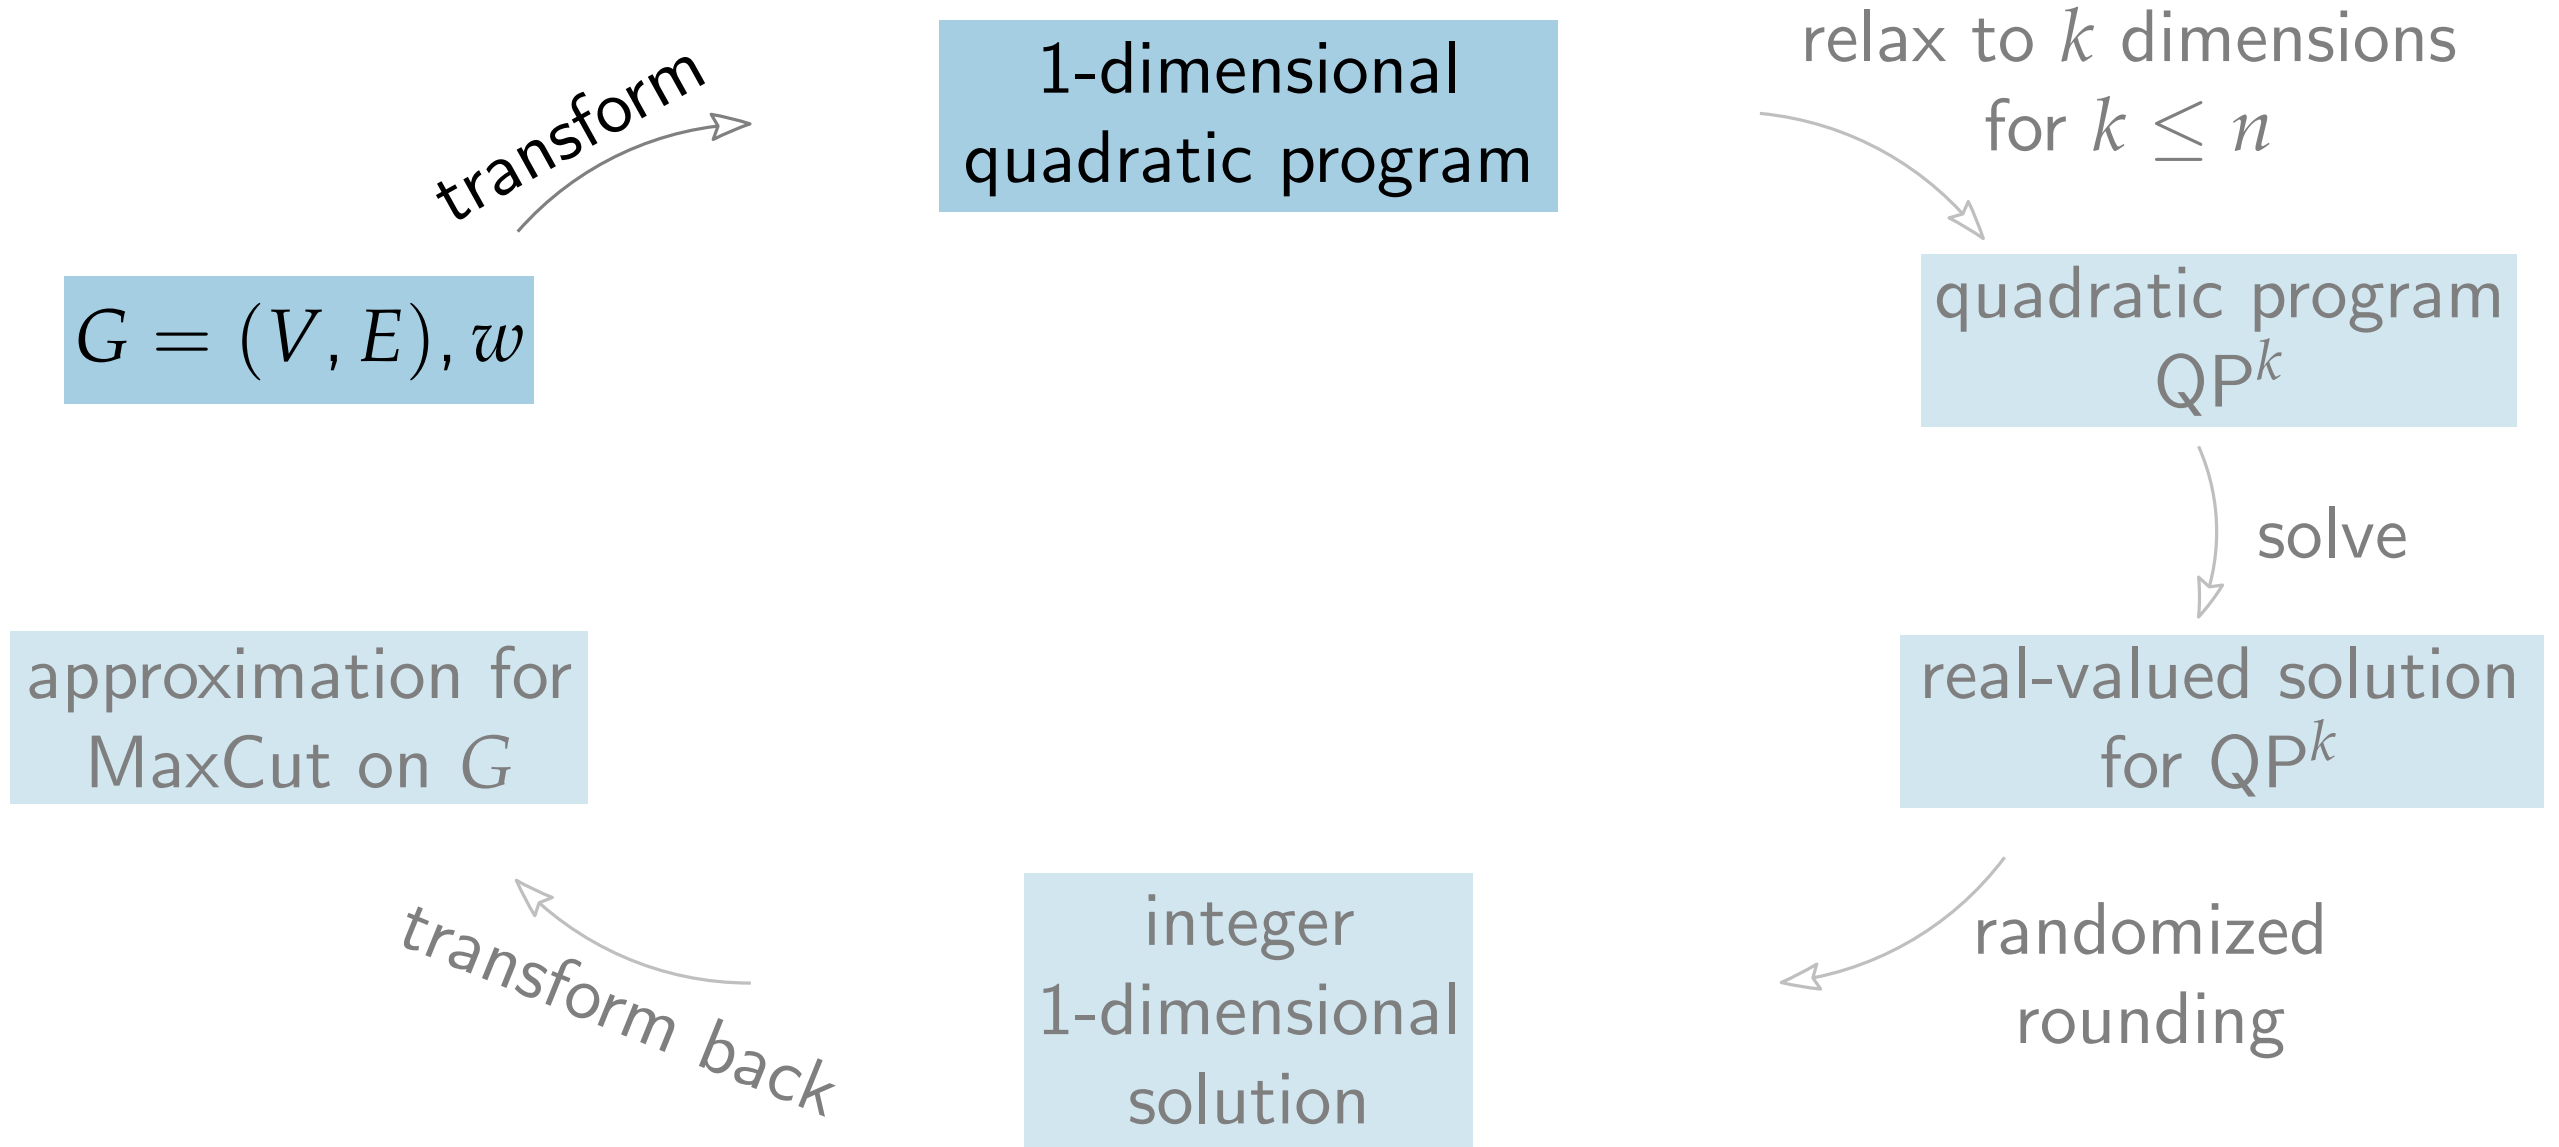 transform
1-dimensional
quadratic program
relax to k dimensions
for k ≤ n
G = (V, E), w
quadratic program
QP^k
solve
approximation for
MaxCut on G
real-valued solution
for QP^k
transform back
integer
1-dimensional
solution
randomized
rounding